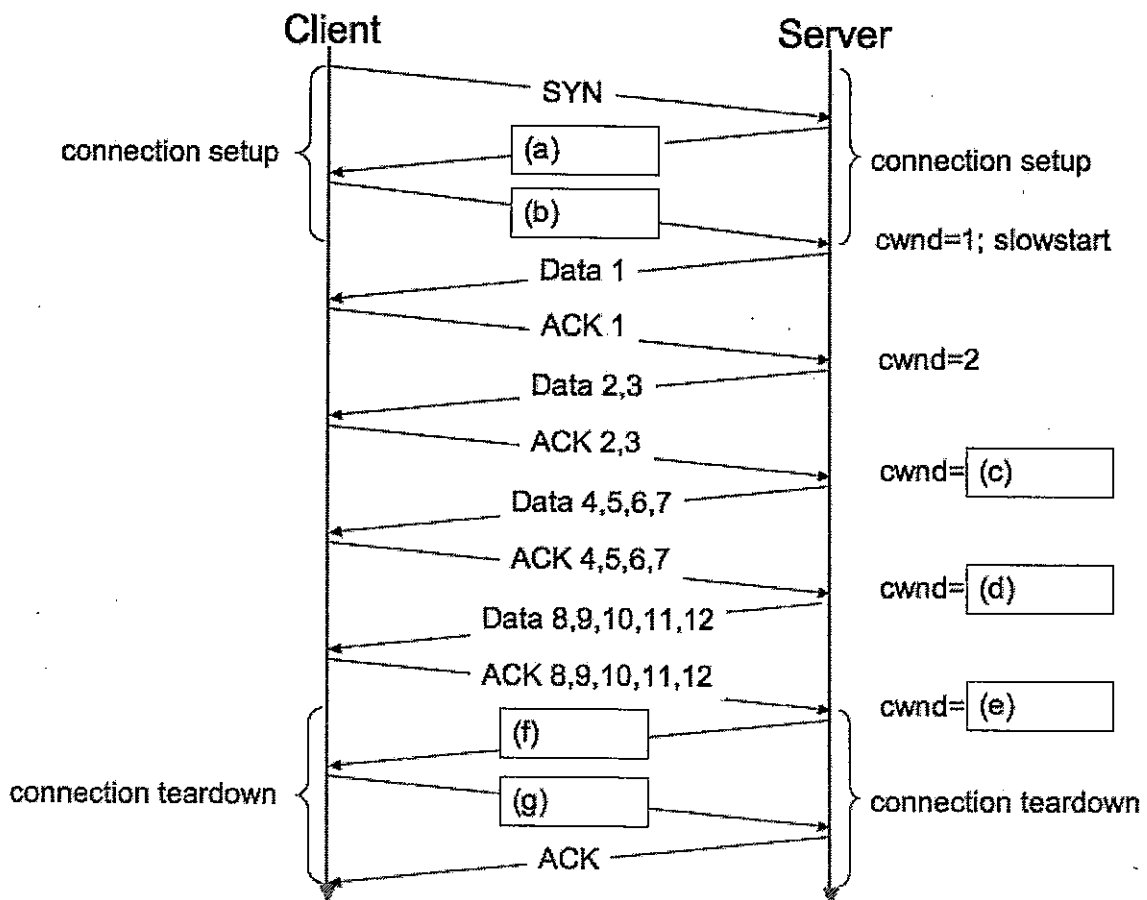 Client
Server
SYN
connection setup
(a)
connection setup
(b)
cwnd=1; slowstart
Data 1
ACK 1
cwnd=2
Data 2,3
ACK 2,3
cwnd= (c)
Data 4,5,6,7
ACK 4,5,6,7
cwnd= (d)
Data 8,9,10,11,12
ACK 8,9,10,11,12
cwnd= (e)
(f)
connection teardown
(g)
connection teardown
ACK